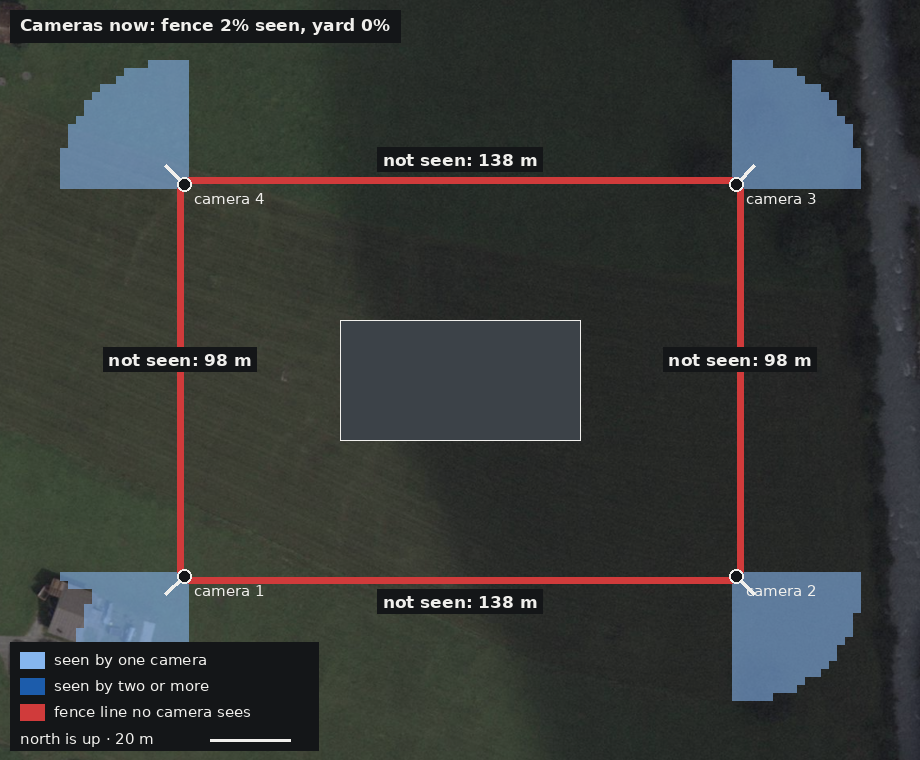 Cameras now: fence 2% seen, yard 0%
not seen: 138 m
camera 4
camera 3
not seen: 98 m
not seen: 98 m
camera 1
camera 2
not seen: 138 m
seen by one camera
seen by two or more
fence line no camera sees
north is up · 20 m